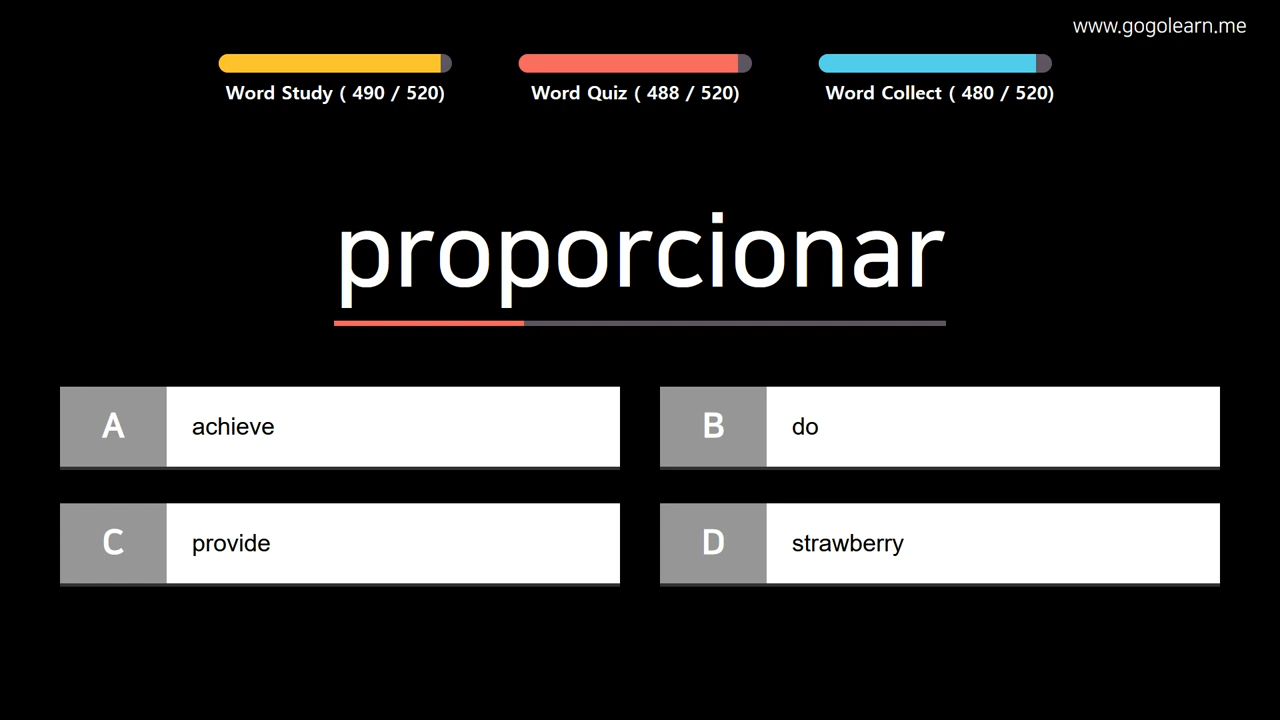 www.gogolearn.me
Word Study ( 490 / 520)
Word Quiz ( 488 / 520)
Word Collect ( 480 / 520)
proporcionar
A achieve
B do
C provide
D strawberry